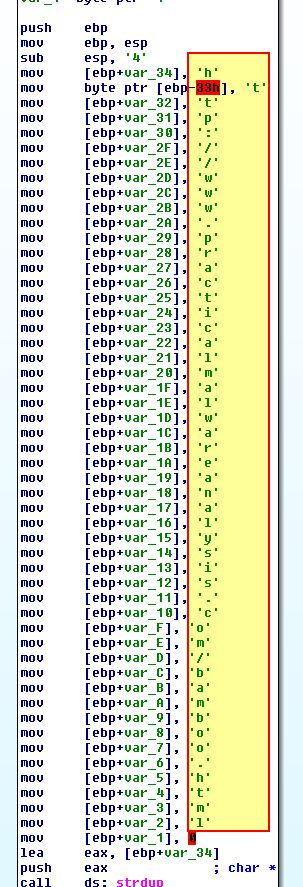 push ebp
mov ebp, esp
sub esp, '4'
mov [ebp+var_34], 'h'
mov byte ptr [ebp-33h], 't'
mov [ebp+var_32], 't'
mov [ebp+var_31], 'p'
mov [ebp+var_30], ':'
mov [ebp+var_2F], '/'
mov [ebp+var_2E], '/'
mov [ebp+var_2D], 'w'
mov [ebp+var_2C], 'w'
mov [ebp+var_2B], 'w'
mov [ebp+var_2A], '.'
mov [ebp+var_29], 'p'
mov [ebp+var_28], 'r'
mov [ebp+var_27], 'a'
mov [ebp+var_26], 'c'
mov [ebp+var_25], 't'
mov [ebp+var_24], 'i'
mov [ebp+var_23], 'c'
mov [ebp+var_22], 'a'
mov [ebp+var_21], 'l'
mov [ebp+var_20], 'm'
mov [ebp+var_1F], 'a'
mov [ebp+var_1E], 'l'
mov [ebp+var_1D], 'w'
mov [ebp+var_1C], 'a'
mov [ebp+var_1B], 'r'
mov [ebp+var_1A], 'e'
mov [ebp+var_19], 'a'
mov [ebp+var_18], 'n'
mov [ebp+var_17], 'a'
mov [ebp+var_16], 'l'
mov [ebp+var_15], 'y'
mov [ebp+var_14], 's'
mov [ebp+var_13], 'i'
mov [ebp+var_12], 's'
mov [ebp+var_11], '.'
mov [ebp+var_10], 'c'
mov [ebp+var_F], 'o'
mov [ebp+var_E], 'm'
mov [ebp+var_D], '/'
mov [ebp+var_C], 'b'
mov [ebp+var_B], 'a'
mov [ebp+var_A], 'm'
mov [ebp+var_9], 'b'
mov [ebp+var_8], 'o'
mov [ebp+var_7], 'o'
mov [ebp+var_6], '.'
mov [ebp+var_5], 'h'
mov [ebp+var_4], 't'
mov [ebp+var_3], 'm'
mov [ebp+var_2], 'l'
mov [ebp+var_1], 0
lea eax, [ebp+var_34]
push eax ; char *
call ds: strdup